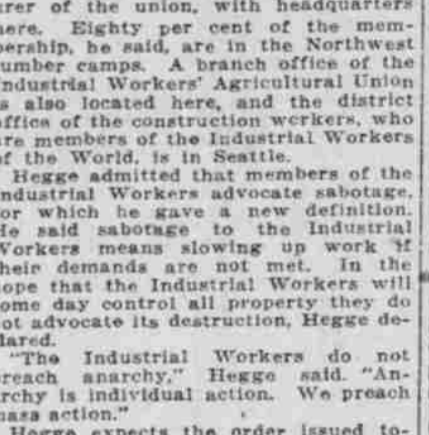 urer of the union, with headquarters
here. Eighty per cent of the mem-
bership, he said, are in the Northwest
lumber camps. A branch office of the
Industrial Workers' Agricultural Union
is also located here, and the district
office of the construction workers, who
are members of the Industrial Workers
of the World, is in Seattle.
Hegge admitted that members of the
Industrial Workers advocate sabotage,
for which he gave a new definition.
He said sabotage to the Industrial
Workers means slowing up work if
their demands are not met. In the
hope that the Industrial Workers will
some day control all property they do
not advocate its destruction, Hegge de-
clared.
"The Industrial Workers do not
preach anarchy," Hegge said. "An-
archy is individual action. We preach
mass action."
Hegge expects the order issued to-